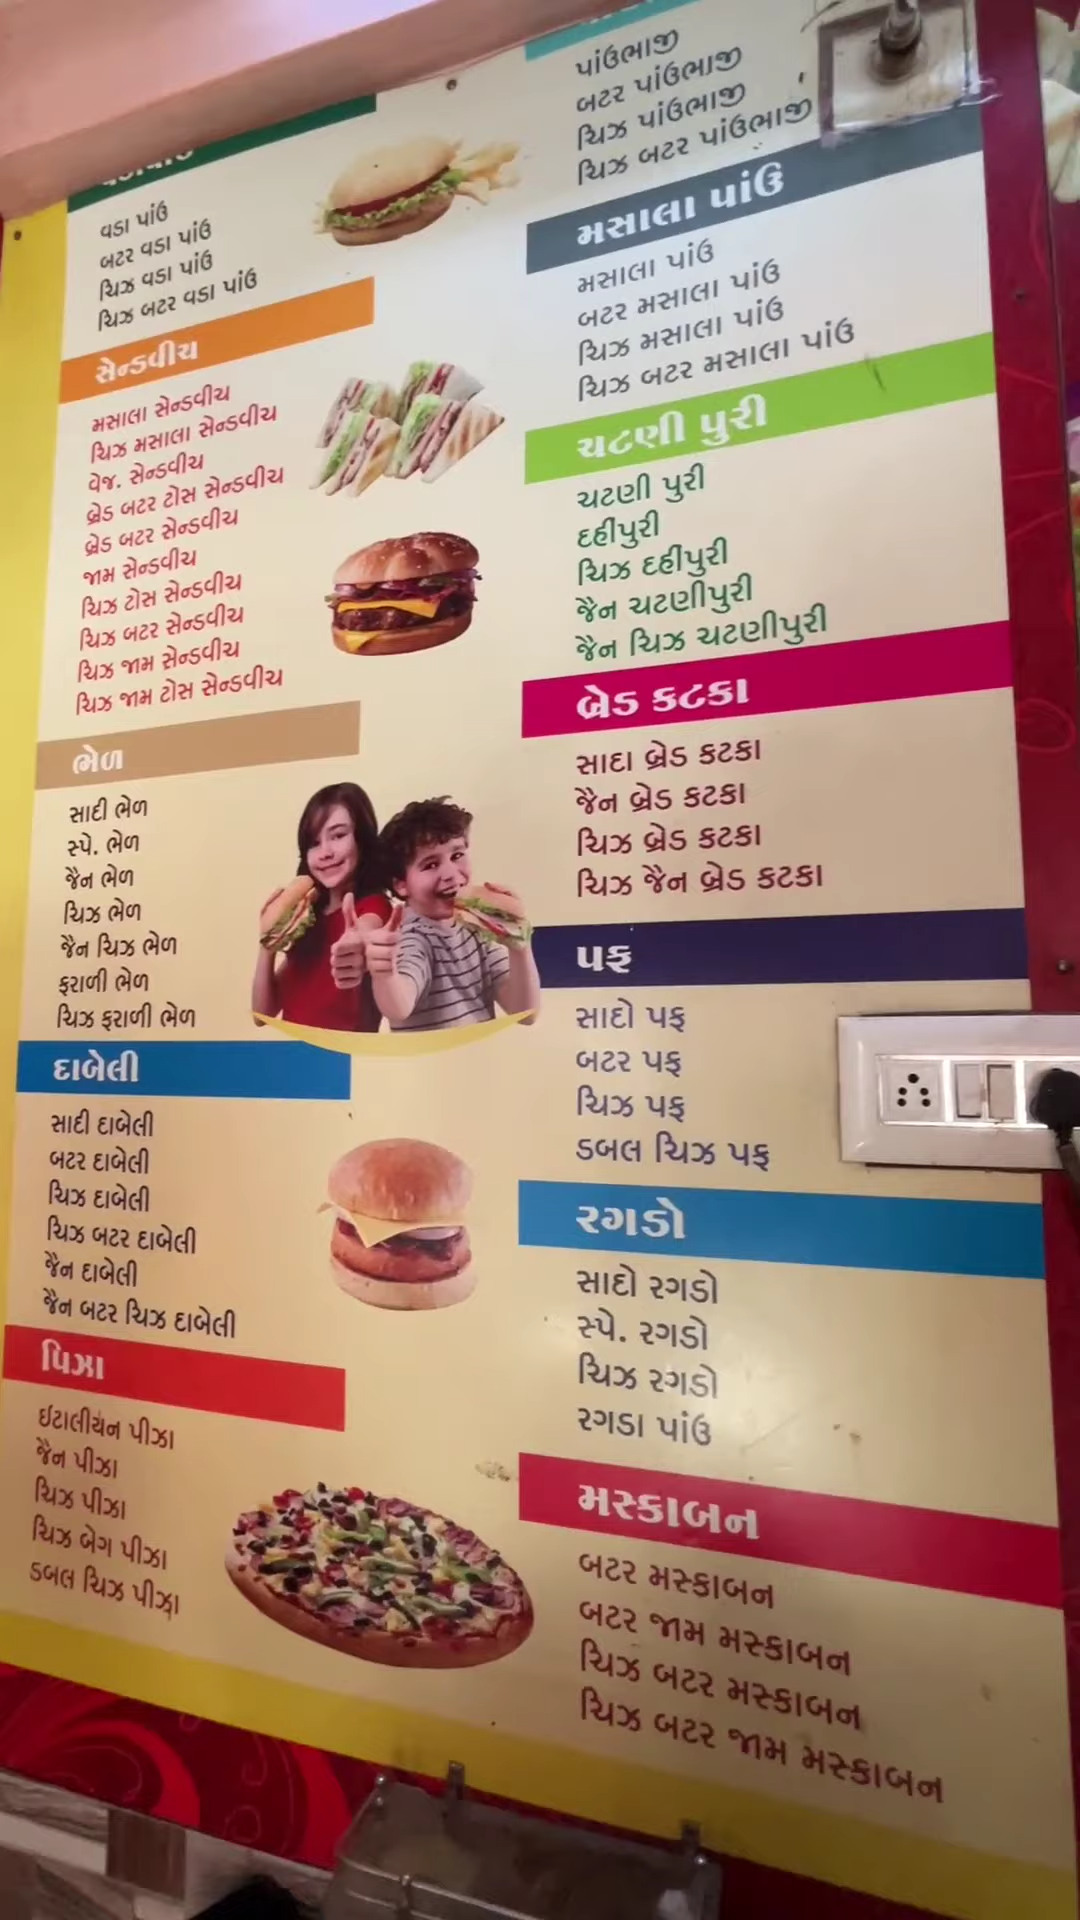 વડા પાંઉ
બટર વડા પાંઉ
ચિઝ વડા પાંઉ
ચિઝ બટર વડા પાંઉ
સેન્ડવીચ
મસાલા સેન્ડવીચ
ચિઝ મસાલા સેન્ડવીચ
વેજ. સેન્ડવીચ
બ્રેડ બટર ટોસ સેન્ડવીચ
બ્રેડ બટર સેન્ડવીચ
જામ સેન્ડવીચ
ચિઝ ટોસ સેન્ડવીચ
ચિઝ બટર સેન્ડવીચ
ચિઝ જામ સેન્ડવીચ
ચિઝ જામ ટોસ સેન્ડવીચ
ભેળ
સાદી ભેળ
સ્પે. ભેળ
જૈન ભેળ
ચિઝ ભેળ
જૈન ચિઝ ભેળ
ફરાળી ભેળ
ચિઝ ફરાળી ભેળ
દાબેલી
સાદી દાબેલી
બટર દાબેલી
ચિઝ દાબેલી
ચિઝ બટર દાબેલી
જૈન દાબેલી
જૈન બટર ચિઝ દાબેલી
પિઝા
ઈટાલીયન પીઝા
જૈન પીઝા
ચિઝ પીઝા
ચિઝ બેગ પીઝા
ડબલ ચિઝ પીઝા
પાંઉભાજી
બટર પાંઉભાજી
ચિઝ પાંઉભાજી
ચિઝ બટર પાંઉભાજી
મસાલા પાંઉ
મસાલા પાંઉ
બટર મસાલા પાંઉ
ચિઝ મસાલા પાંઉ
ચિઝ બટર મસાલા પાંઉ
ચટણી પુરી
ચટણી પુરી
દહીંપુરી
ચિઝ દહીંપુરી
જૈન ચટણીપુરી
જૈન ચિઝ ચટણીપુરી
બ્રેડ કટકા
સાદા બ્રેડ કટકા
જૈન બ્રેડ કટકા
ચિઝ બ્રેડ કટકા
ચિઝ જૈન બ્રેડ કટકા
પફ
સાદો પફ
બટર પફ
ચિઝ પફ
ડબલ ચિઝ પફ
રગડો
સાદો રગડો
સ્પે. રગડો
ચિઝ રગડો
રગડા પાંઉ
મસ્કાબન
બટર મસ્કાબન
બટર જામ મસ્કાબન
ચિઝ બટર મસ્કાબન
ચિઝ બટર જામ મસ્કાબન